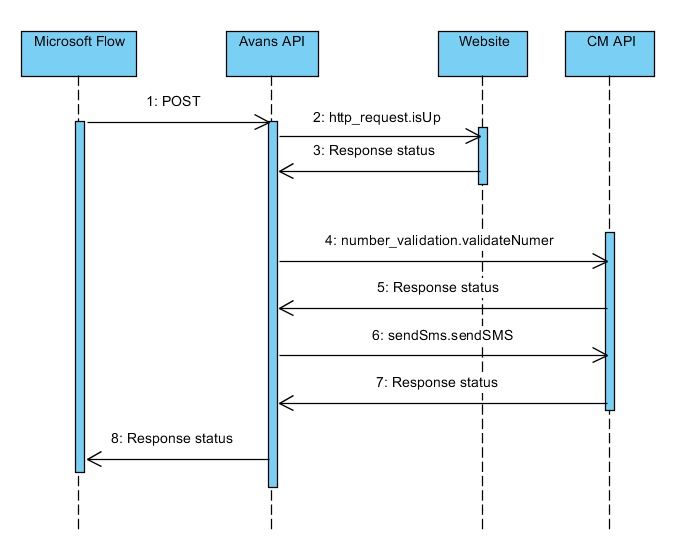 Microsoft Flow
Avans API
Website
CM API
1: POST
2: http_request.isUp
3: Response status
4: number_validation.validateNumer
5: Response status
6: sendSms.sendSMS
7: Response status
8: Response status